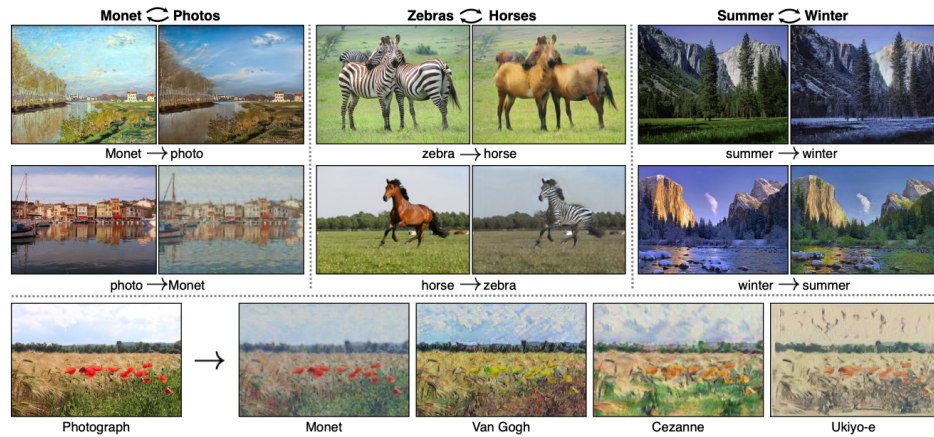 Monet ⟳ Photos
Zebras ⟳ Horses
Summer ⟳ Winter
Monet → photo
zebra → horse
summer → winter
photo → Monet
horse → zebra
winter → summer
Photograph
Monet
Van Gogh
Cezanne
Ukiyo-e